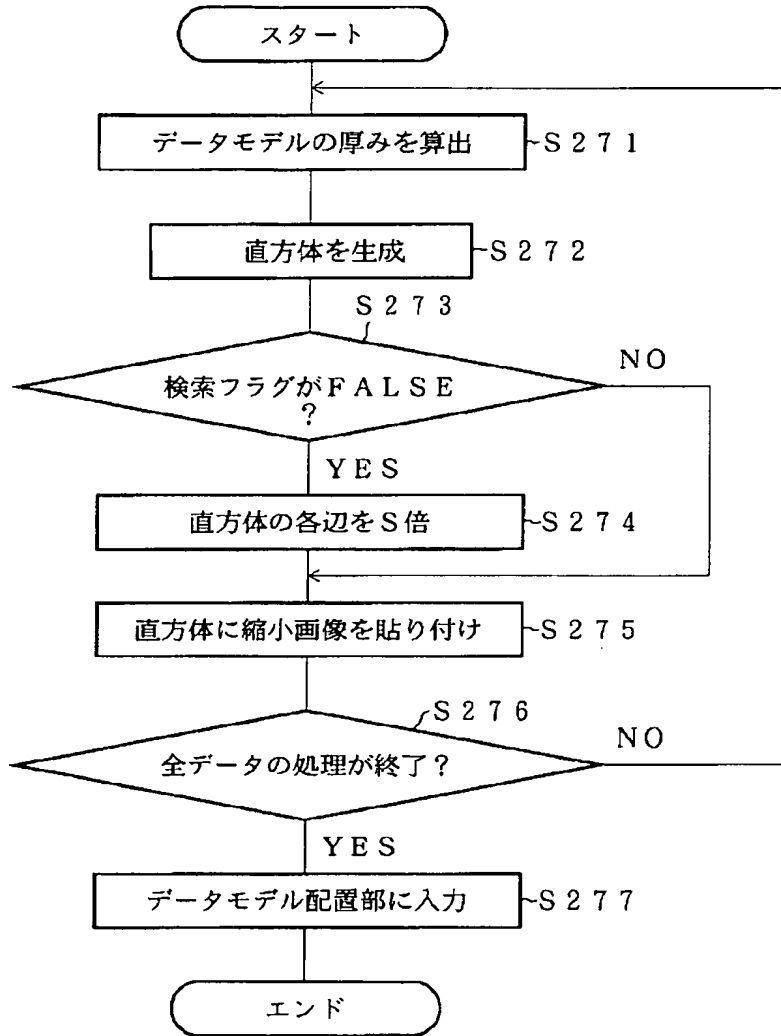 スタート
データモデルの厚みを算出
S271
直方体を生成
S272
S273
検索フラグがFALSE
?
NO
YES
直方体の各辺をS倍
S274
直方体に縮小画像を貼り付け
S275
S276
全データの処理が終了?
NO
YES
データモデル配置部に入力
S277
エンド